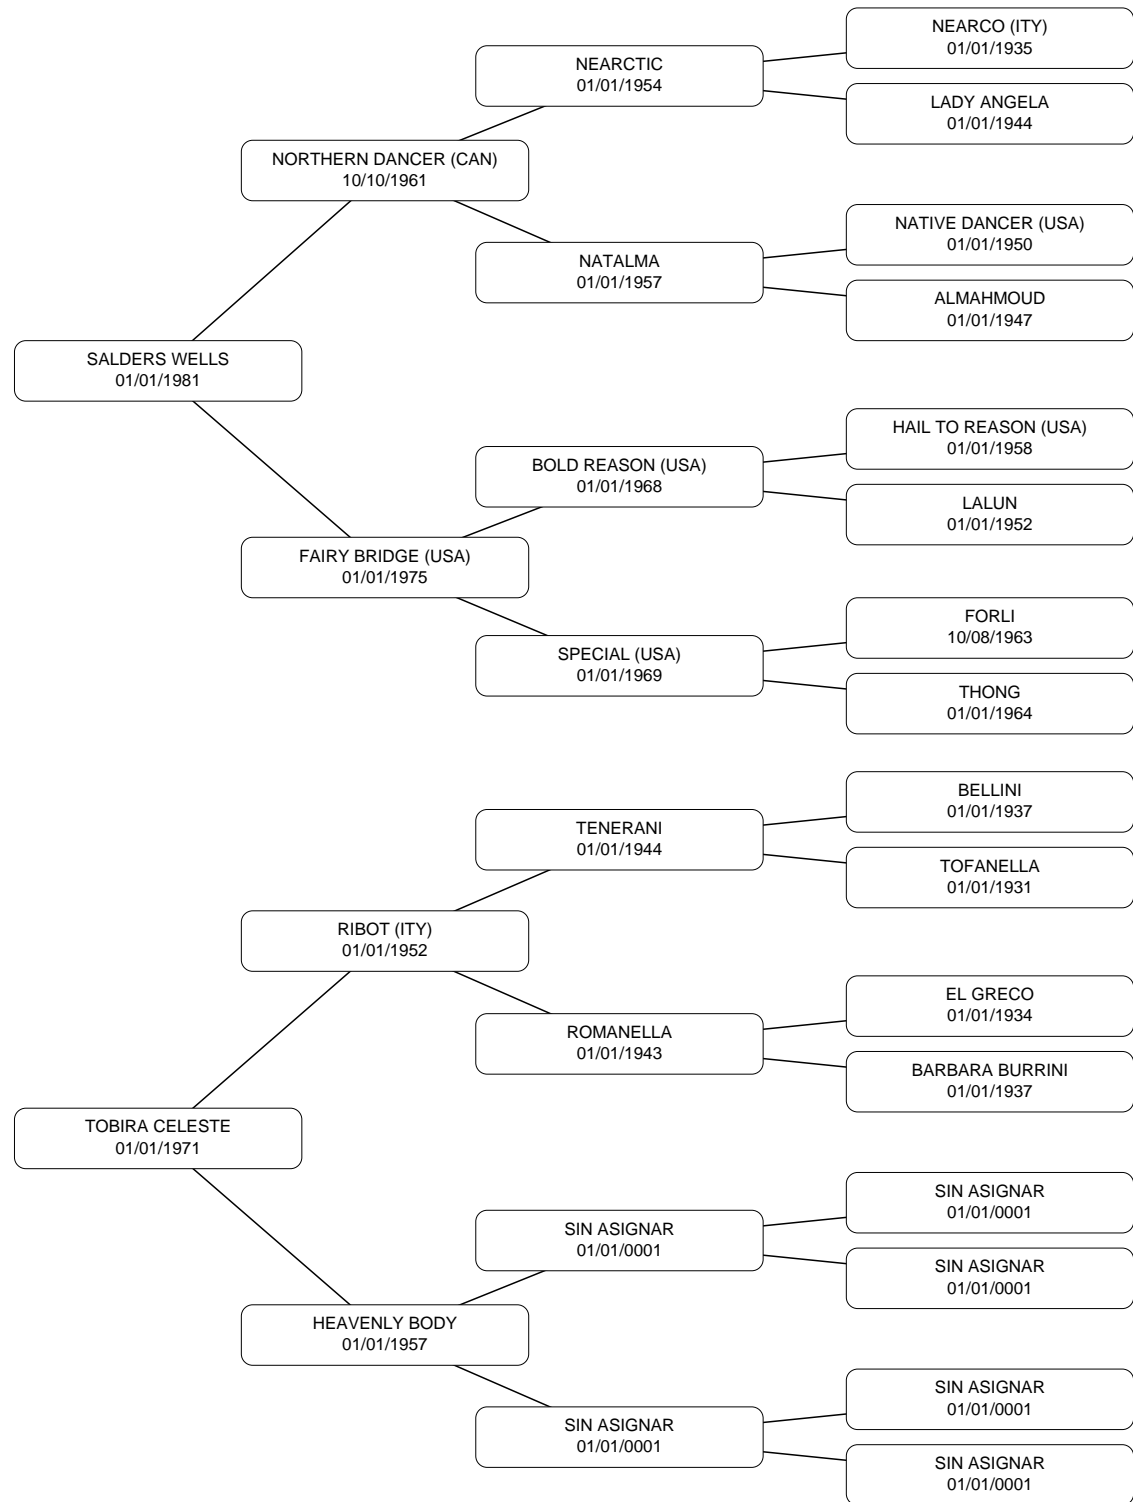 NEARCO (ITY)
01/01/1935
NEARCTIC
01/01/1954
LADY ANGELA
01/01/1944
NORTHERN DANCER (CAN)
10/10/1961
NATIVE DANCER (USA)
01/01/1950
NATALMA
01/01/1957
ALMAHMOUD
01/01/1947
SALDERS WELLS
01/01/1981
HAIL TO REASON (USA)
01/01/1958
BOLD REASON (USA)
01/01/1968
LALUN
01/01/1952
FAIRY BRIDGE (USA)
01/01/1975
FORLI
10/08/1963
SPECIAL (USA)
01/01/1969
THONG
01/01/1964
BELLINI
01/01/1937
TENERANI
01/01/1944
TOFANELLA
01/01/1931
RIBOT (ITY)
01/01/1952
EL GRECO
01/01/1934
ROMANELLA
01/01/1943
BARBARA BURRINI
01/01/1937
TOBIRA CELESTE
01/01/1971
SIN ASIGNAR
01/01/0001
SIN ASIGNAR
01/01/0001
SIN ASIGNAR
01/01/0001
HEAVENLY BODY
01/01/1957
SIN ASIGNAR
01/01/0001
SIN ASIGNAR
01/01/0001
SIN ASIGNAR
01/01/0001